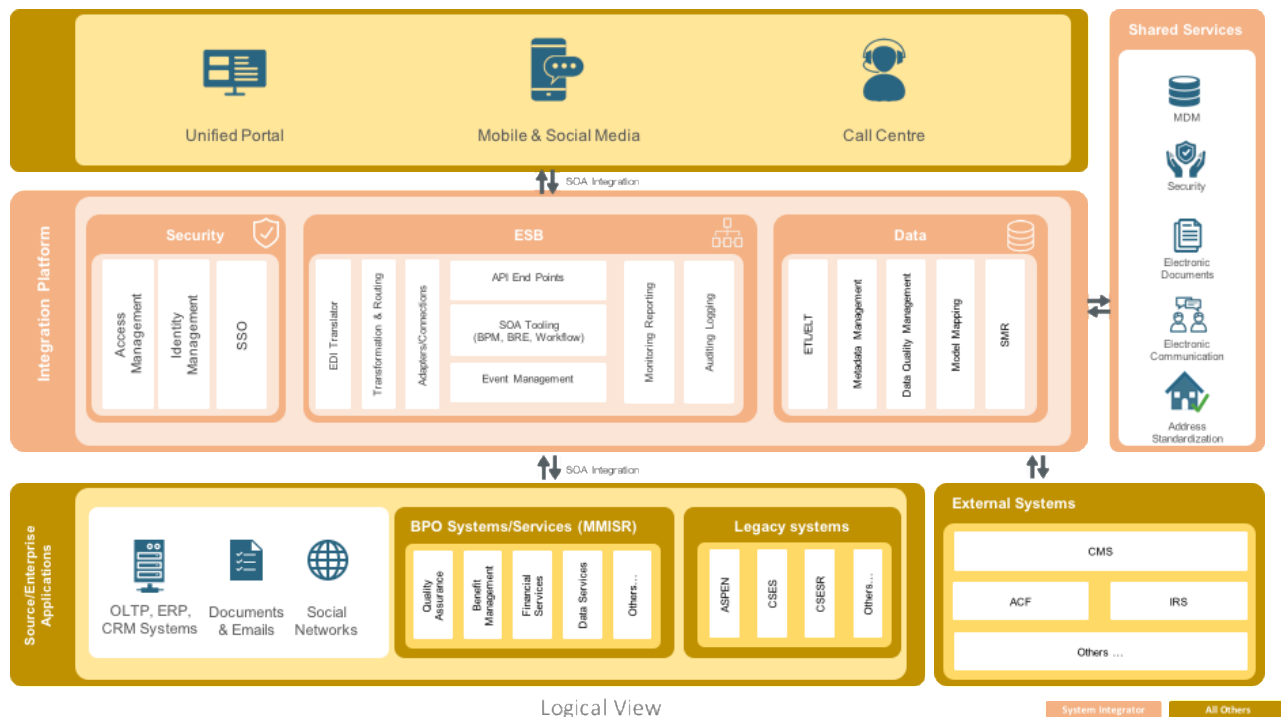 Shared Services
Unified Portal
Mobile & Social Media
Call Centre
MDM
Security
Electronic
Documents
Electronic
Communication
Address
Standardization
SOA Integration
Integration Platform
Security
Access
Management
Identity
Management
SSO
ESB
EDI Translator
Transformation & Routing
Adapters/Connections
API End Points
SOA Tooling
(BPM, BRE, Workflow)
Event Management
Monitoring Reporting
Auditing Logging
Data
ETL/ELT
Metadata Management
Data Quality Management
Model Mapping
SMR
SOA Integration
Source/Enterprise
Applications
OLTP, ERP,
CRM Systems
Documents
& Emails
Social
Networks
BPO Systems/Services (MMISR)
Quality
Assurance
Benefit
Management
Financial
Services
Data Services
Others...
Legacy systems
ASPEN
CSES
CSESR
Others...
External Systems
CMS
ACF
IRS
Others ...
Logical View
System Integrator
All Others